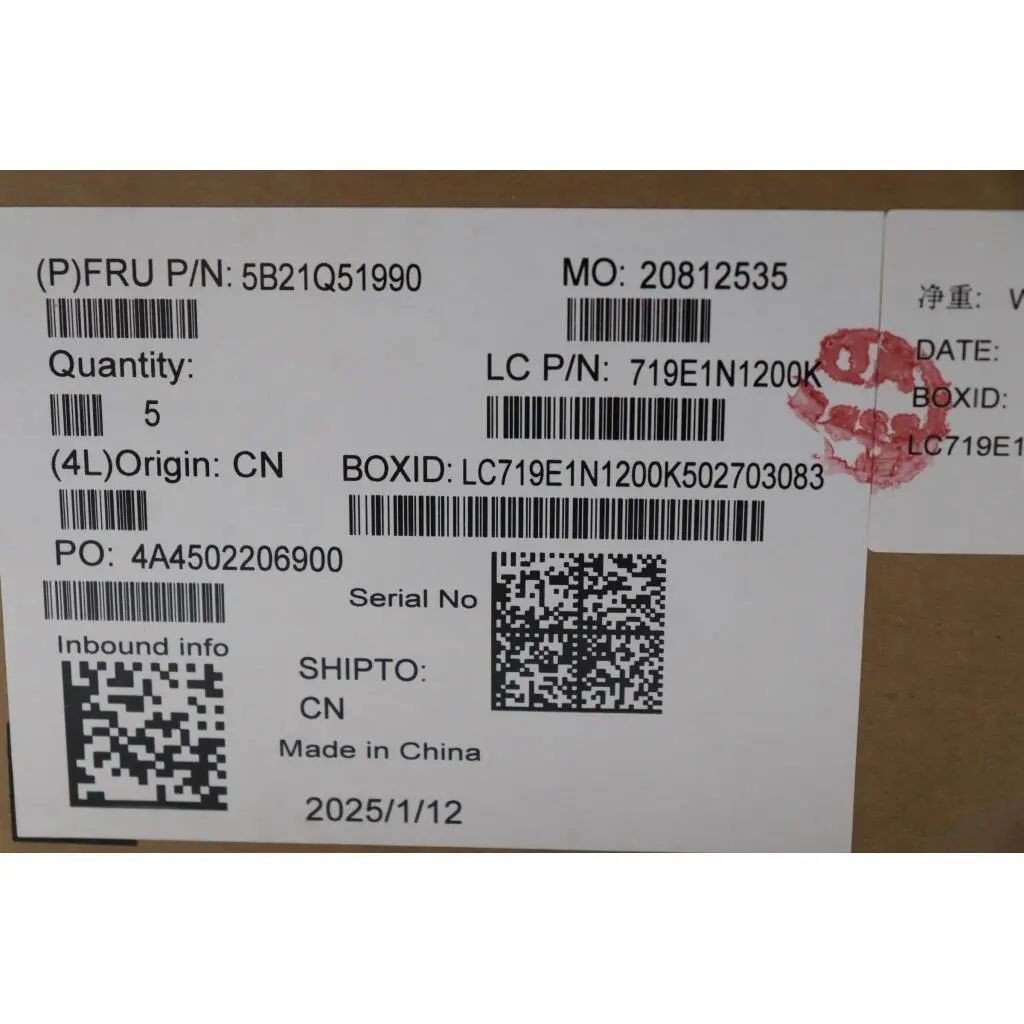 (P)FRU P/N: 5B21Q51990
MO: 20812535
Quantity:
5
LC P/N: 719E1N1200K
(4L)Origin: CN
BOXID: LC719E1N1200K502703083
PO: 4A4502206900
Serial No
Inbound info
SHIPTO:
CN
Made in China
2025/1/12
净重:
DATE:
BOXID:
LC719E1